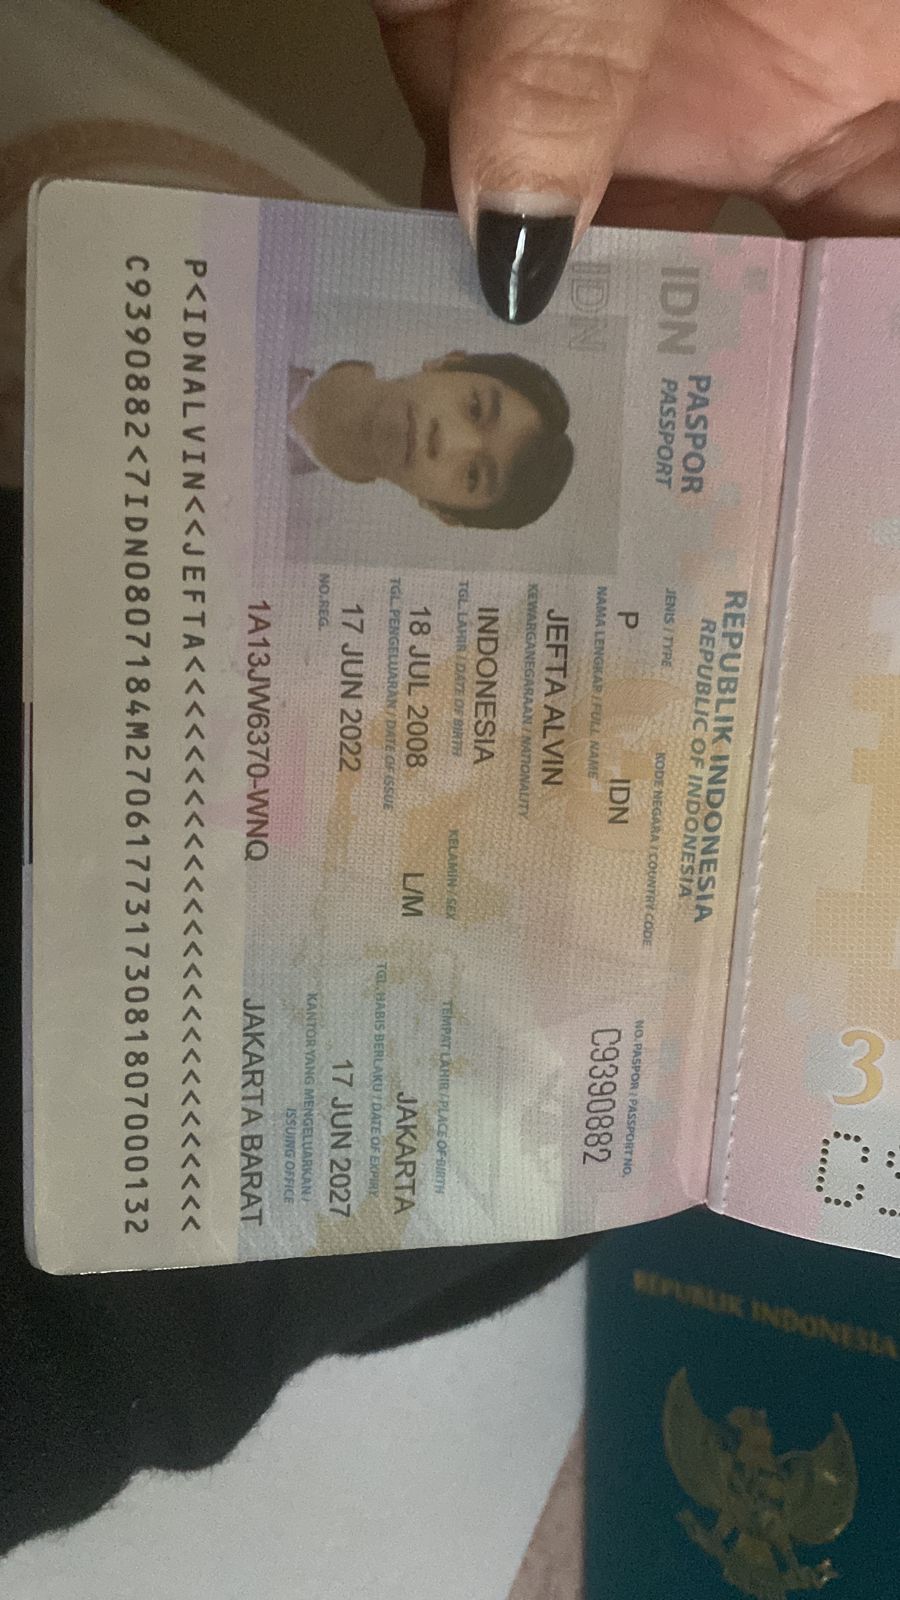 REPUBLIK INDONESIA
REPUBLIC OF INDONESIA
PASPOR
PASSPORT
IDN
IDN
JENIS / TYPE
KODE NEGARA / COUNTRY CODE
NO. PASPOR / PASSPORT NO.
P
IDN
C9390882
NAMA LENGKAP / FULL NAME
JEFTA ALVIN
KEWARGANEGARAAN / NATIONALITY
INDONESIA
TGL. LAHIR / DATE OF BIRTH
KELAMIN / SEX
TEMPAT LAHIR / PLACE OF BIRTH
18 JUL 2008
L/M
JAKARTA
TGL. PENGELUARAN / DATE OF ISSUE
TGL. HABIS BERLAKU / DATE OF EXPIRY
17 JUN 2022
17 JUN 2027
NO.REG.
KANTOR YANG MENGELUARKAN /
ISSUING OFFICE
1A13JW6370-WNQ
JAKARTA BARAT
P<IDNALVIN<<JEFTA<<<<<<<<<<<<<<<<<<<<<<<<<<<
C9390882<7IDN0807184M2706177317308180700013​2
3
REPUBLIK INDONESIA